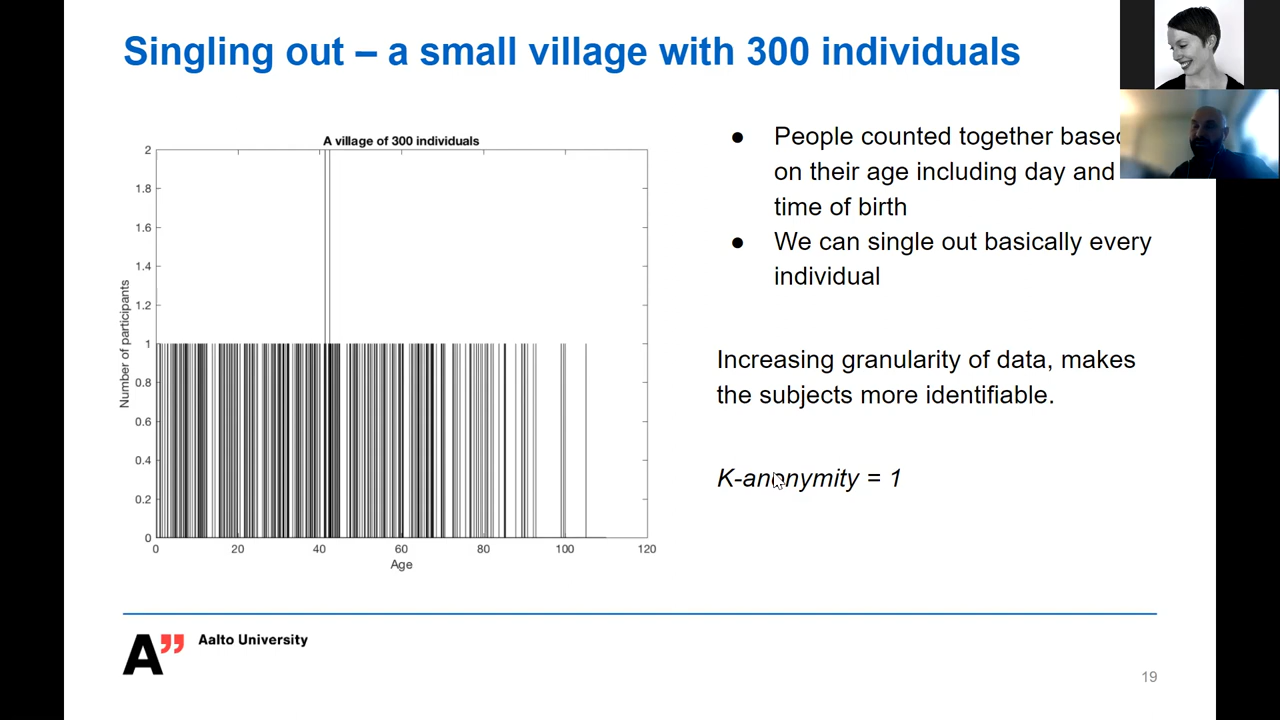 Singling out – a small village with 300 individuals
A village of 300 individuals
2
1.8
1.6
1.4
1.2
1
0.8
0.6
0.4
0.2
0
Number of participants
0 20 40 60 80 100 120
Age
● People counted together based
on their age including day and
time of birth
● We can single out basically every
individual
Increasing granularity of data, makes
the subjects more identifiable.
K-anonymity = 1
A”
Aalto University
19